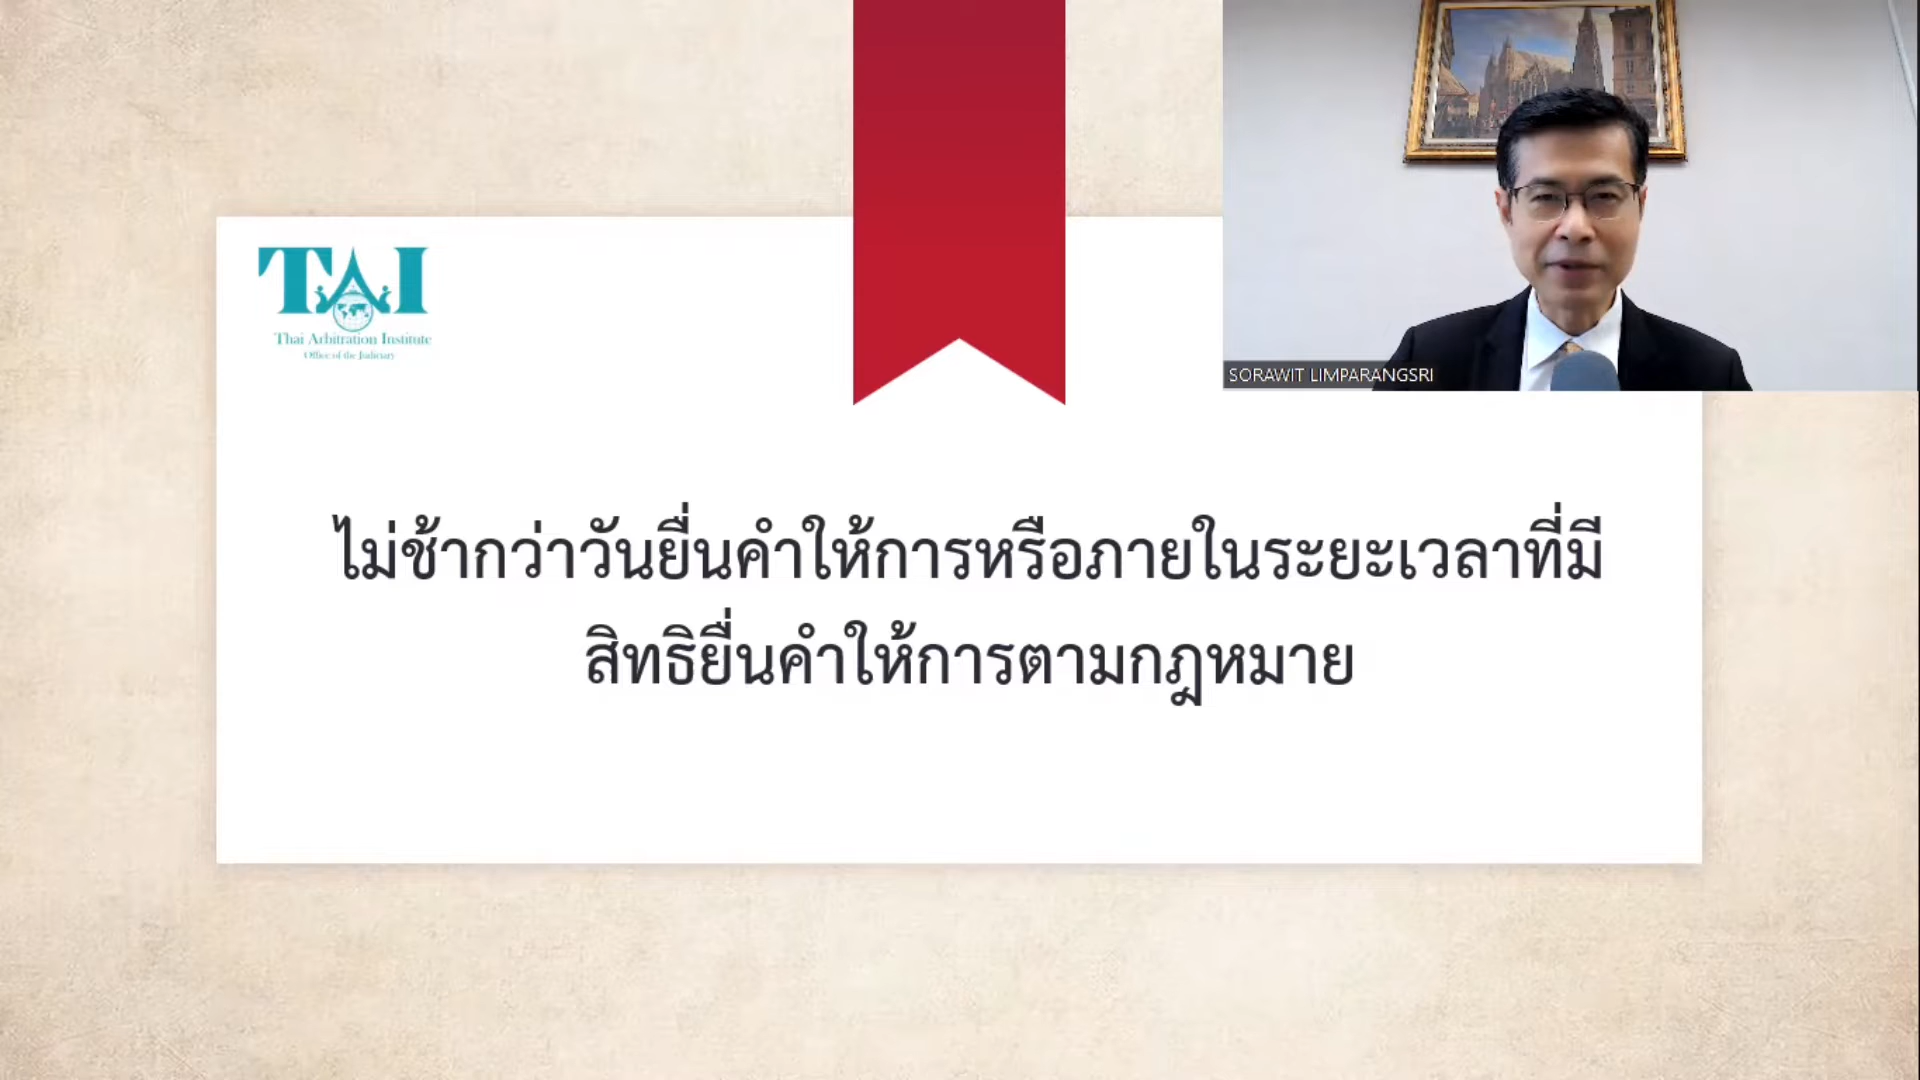 TAI
Thai Arbitration Institute
Office of the Judiciary
SORAWIT LIMPARANGSRI
ไม่ช้ากว่าวันยื่นคำให้การหรือภายในระยะเวลาที่มี
สิทธิยื่นคำให้การตามกฎหมาย